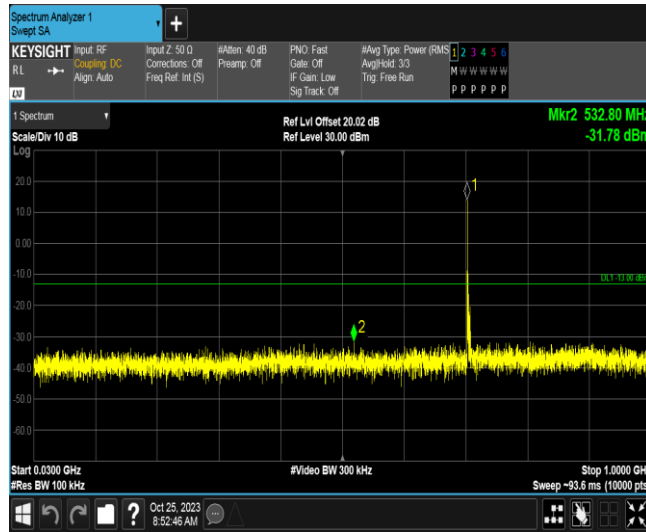 Spectrum Analyzer 1
Swept SA
+
KEYSIGHT Input: RF Input Z: 50 Ω #Atten: 40 dB PNO: Fast #Avg Type: Power (RMS 1 2 3 4 5 6
RL Coupling: DC Corrections: Off Preamp: Off Gate: Off Avg|Hold: 3/3 M W W W W W
Align: Auto Freq Ref: Int (S) IF Gain: Low Trig: Free Run
LXI Sig Track: Off P P P P P P
1 Spectrum Ref Lvl Offset 20.02 dB Mkr2 532.80 MHz
Scale/Div 10 dB Ref Level 30.00 dBm -31.78 dBm
Log
20.0
1
10.0
0.00
-10.0
DL1 -13.00 dBm
-20.0
2
-30.0
-40.0
-50.0
-60.0
Start 0.0300 GHz #Video BW 300 kHz Stop 1.0000 GH
#Res BW 100 kHz Sweep ~93.6 ms (10000 pts
? Oct 25, 2023
8:52:46 AM